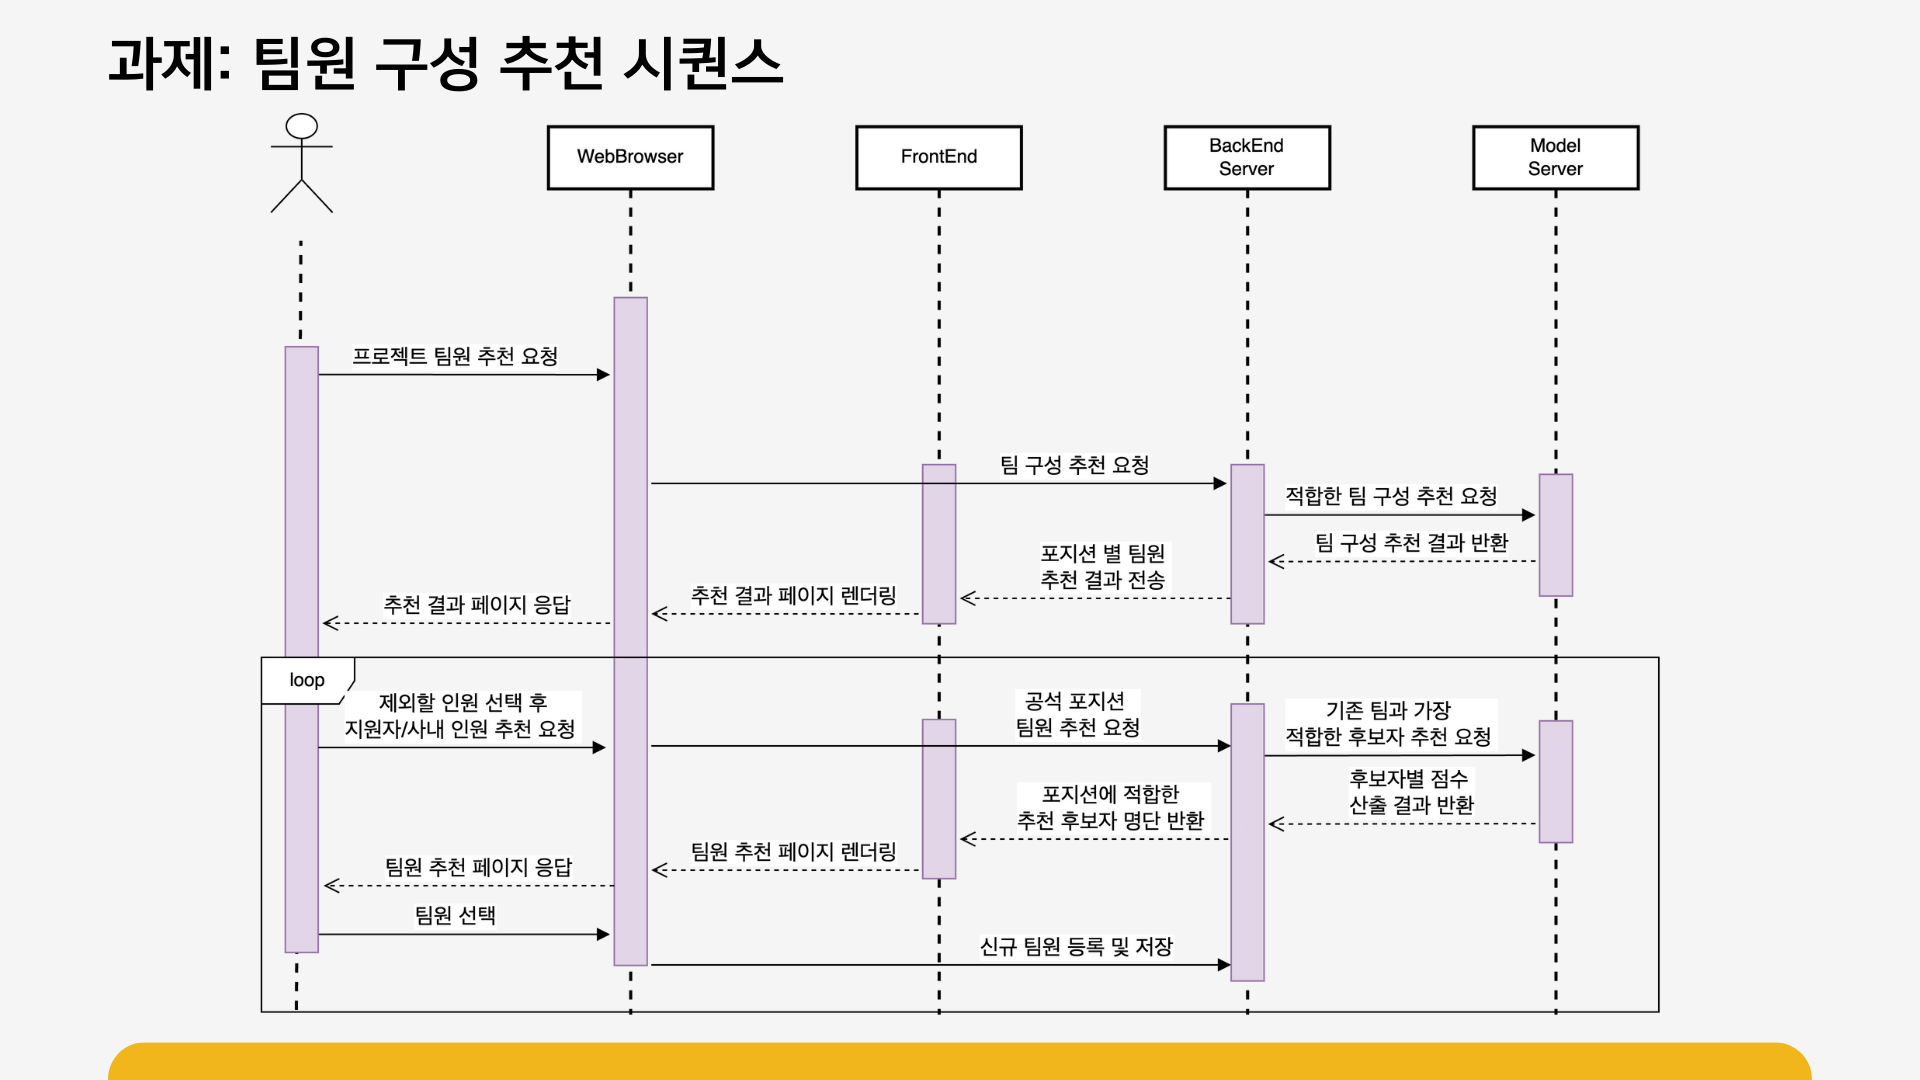 과제: 팀원 구성 추천 시퀀스
WebBrowser
FrontEnd
BackEnd
Server
Model
Server
프로젝트 팀원 추천 요청
팀 구성 추천 요청
적합한 팀 구성 추천 요청
팀 구성 추천 결과 반환
포지션 별 팀원
추천 결과 전송
추천 결과 페이지 렌더링
추천 결과 페이지 응답
loop
제외할 인원 선택 후
지원자/사내 인원 추천 요청
공석 포지션
팀원 추천 요청
기존 팀과 가장
적합한 후보자 추천 요청
후보자별 점수
산출 결과 반환
포지션에 적합한
추천 후보자 명단 반환
팀원 추천 페이지 렌더링
팀원 추천 페이지 응답
팀원 선택
신규 팀원 등록 및 저장